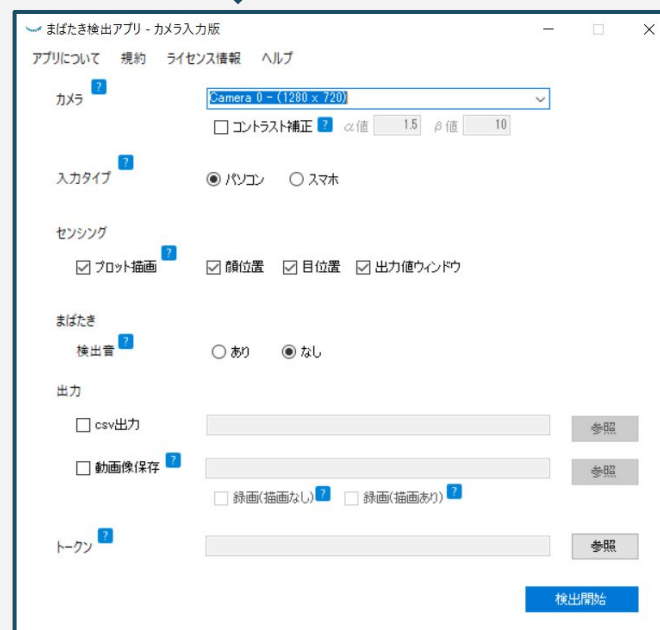 まばたき検出アプリ - カメラ入力版
アプリについて 規約 ライセンス情報 ヘルプ
カメラ ? Camera 0 - (1280 x 720)
コントラスト補正 ? α値 1.5 β値 10
入力タイプ ? パソコン スマホ
センシング
プロット描画 ? 顔位置 目位置 出力値ウィンドウ
まばたき
検出音 ? あり なし
出力
csv出力 参照
動画像保存 ? 参照
録画(描画なし) ? 録画(描画あり) ?
トークン ? 参照
検出開始